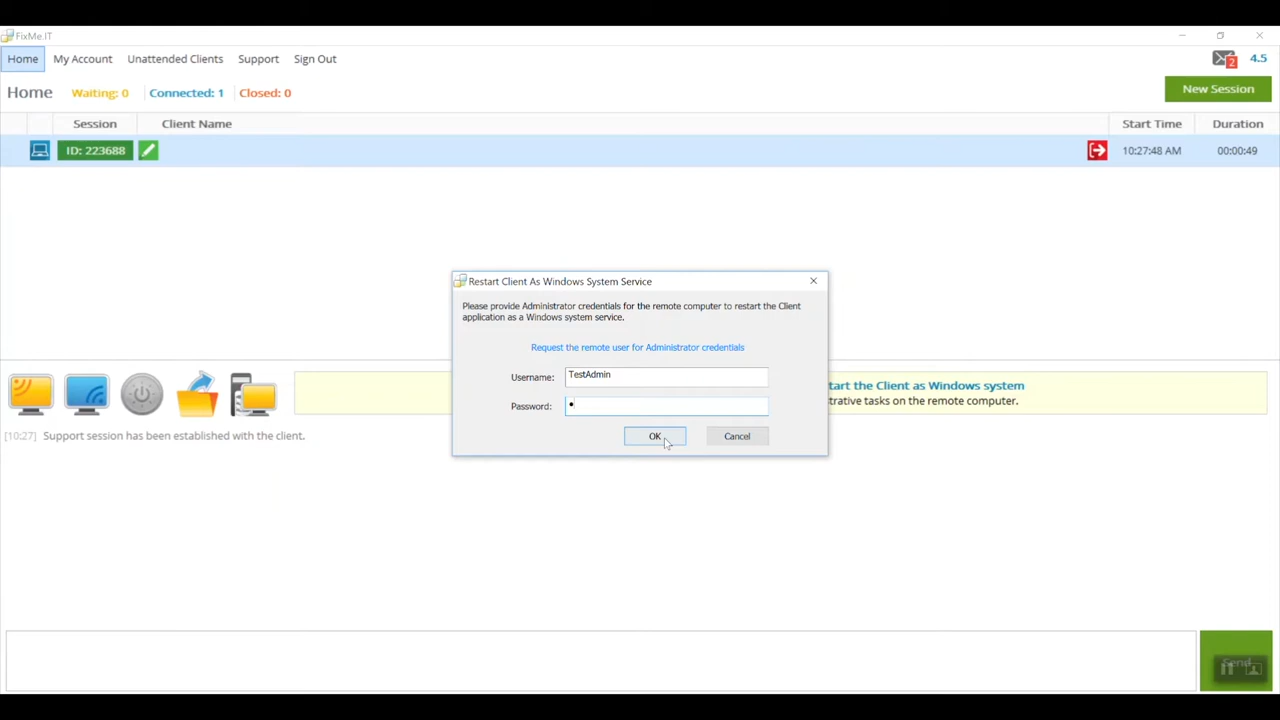 FixMe.IT
Home My Account Unattended Clients Support Sign Out
2 4.5
Home Waiting: 0 Connected: 1 Closed: 0
New Session
Session Client Name Start Time Duration
ID: 223688 10:27:48 AM 00:00:49
Restart Client As Windows System Service
Please provide Administrator credentials for the remote computer to restart the Client
application as a Windows system service.
Request the remote user for Administrator credentials
Username: TestAdmin
Password:
OK Cancel
tart the Client as Windows system
trative tasks on the remote computer.
[10:27] Support session has been established with the client.
Send